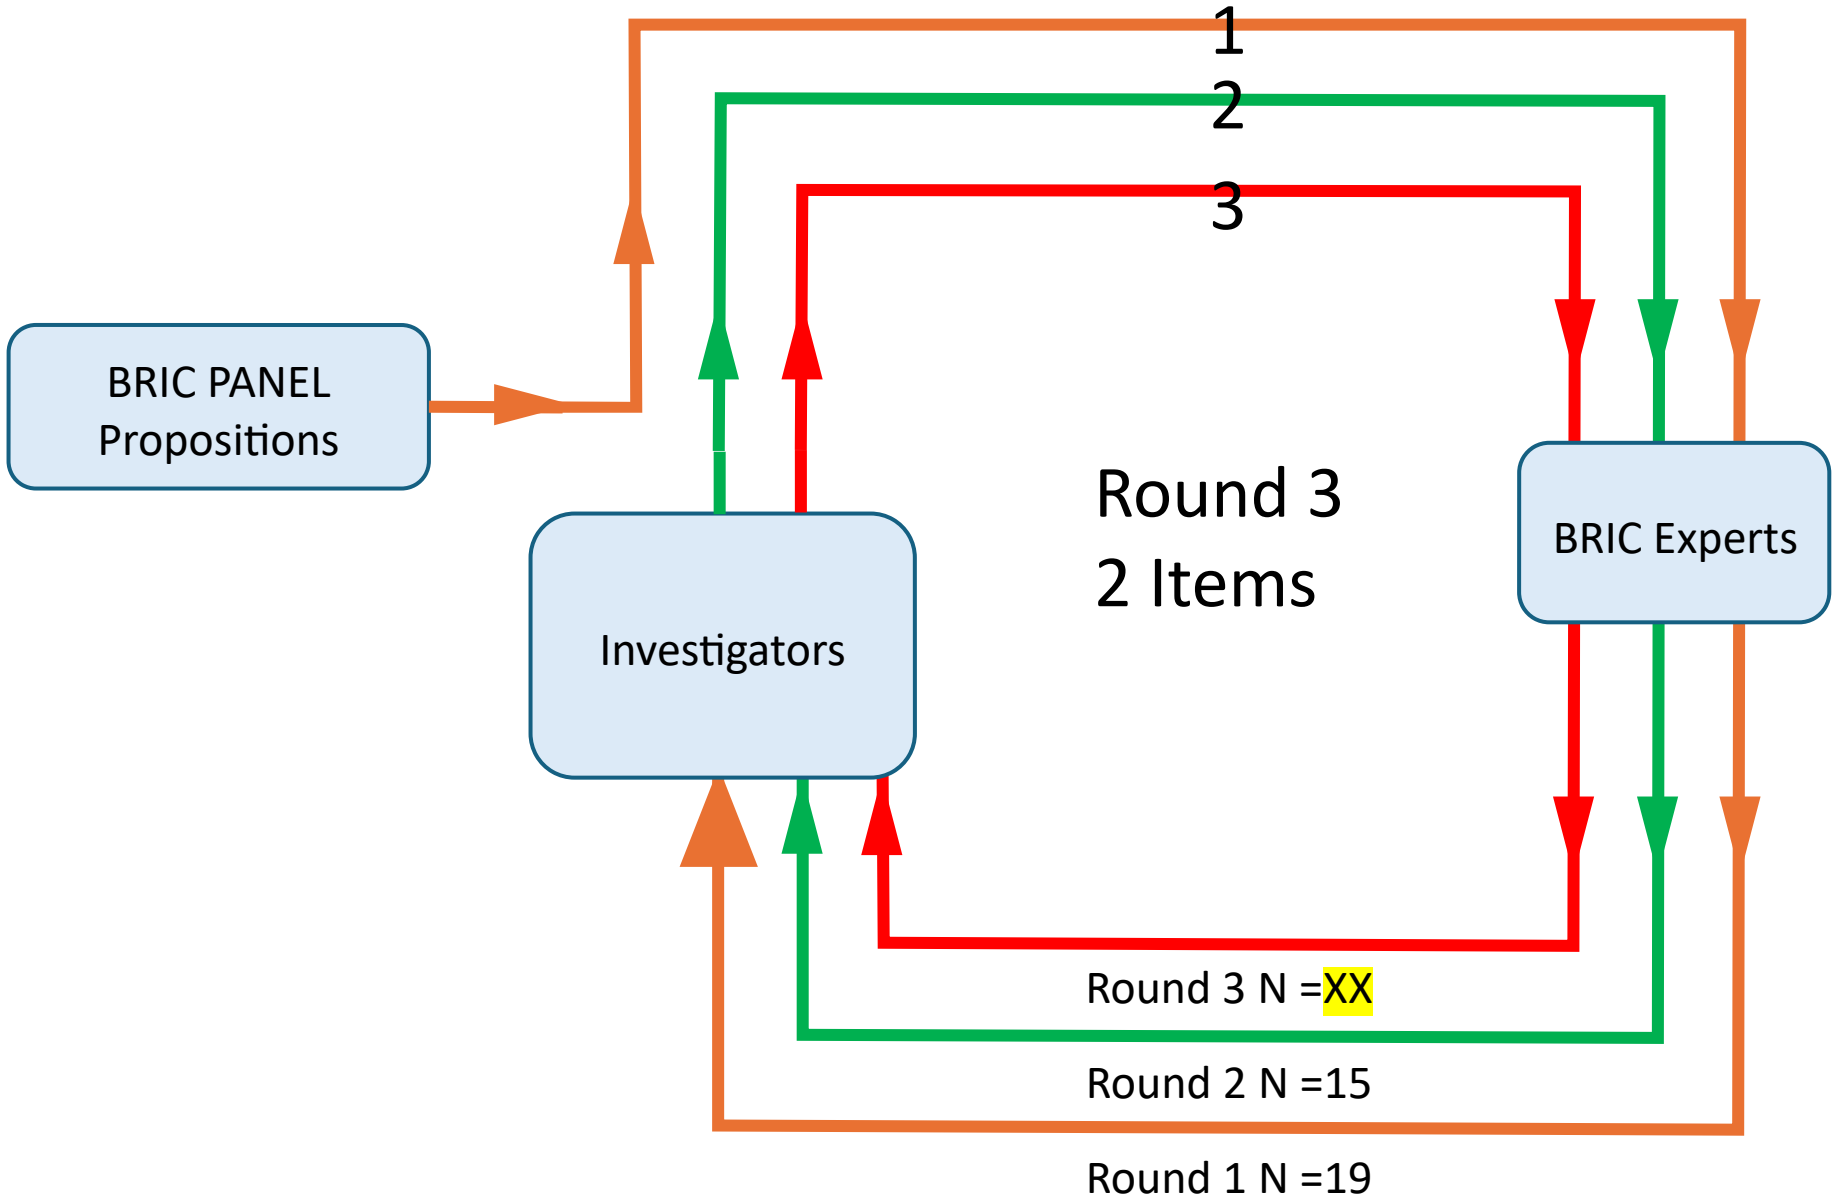 1
2
3
BRIC PANEL
Propositions
Round 3
2 Items
BRIC Experts
Investigators
Round 3 N =XX
Round 2 N =15
Round 1 N =19